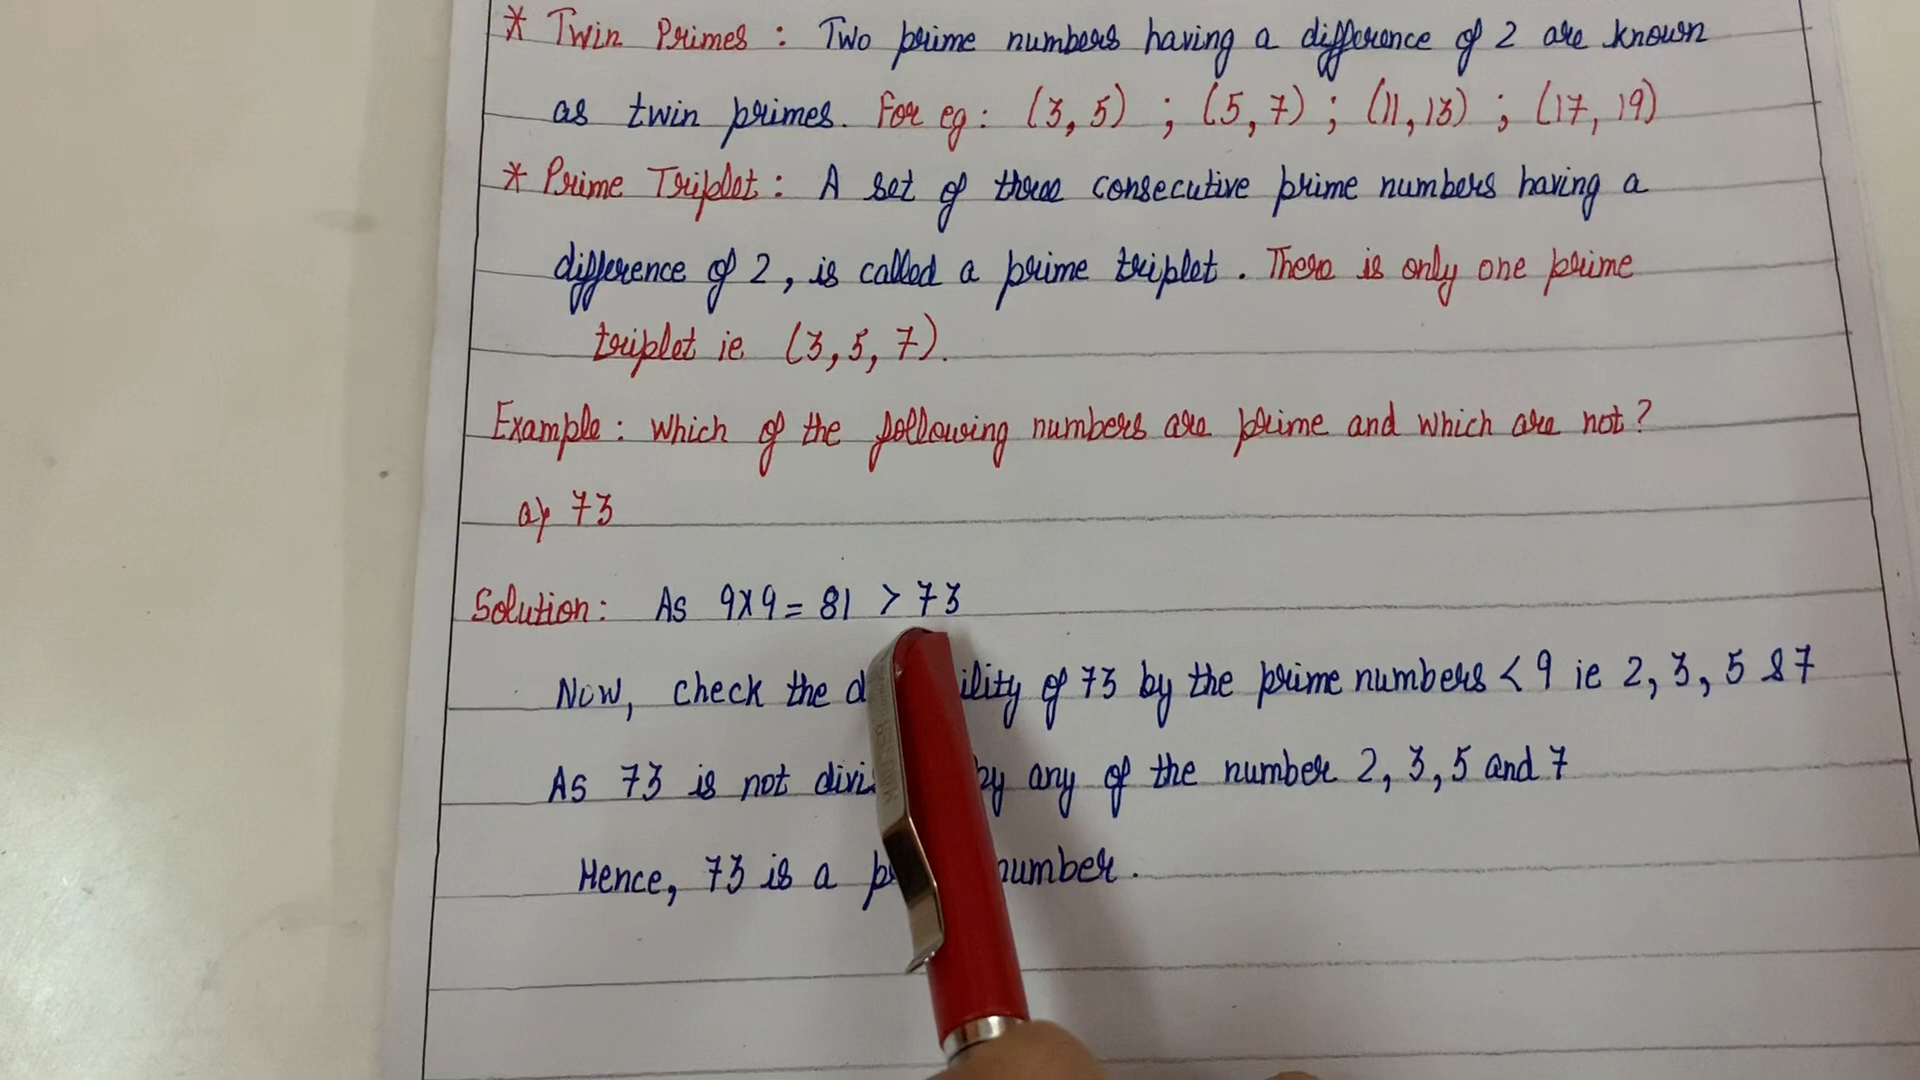 * Twin Primes : Two prime numbers having a difference of 2 are known
as twin primes. For eg : (3, 5) ; (5, 7) ; (11, 13) ; (17, 19)
* Prime Triplet : A set of three consecutive prime numbers having a
difference of 2, is called a prime triplet. There is only one prime
triplet ie (3, 5, 7).
Example : Which of the following numbers are prime and which are not?
a) 73
Solution : As 9x9 = 81 > 73
Now, check the d ility of 73 by the prime numbers < 9 ie 2, 3, 5 & 7
As 73 is not divi by any of the number 2, 3, 5 and 7
Hence, 73 is a p number.